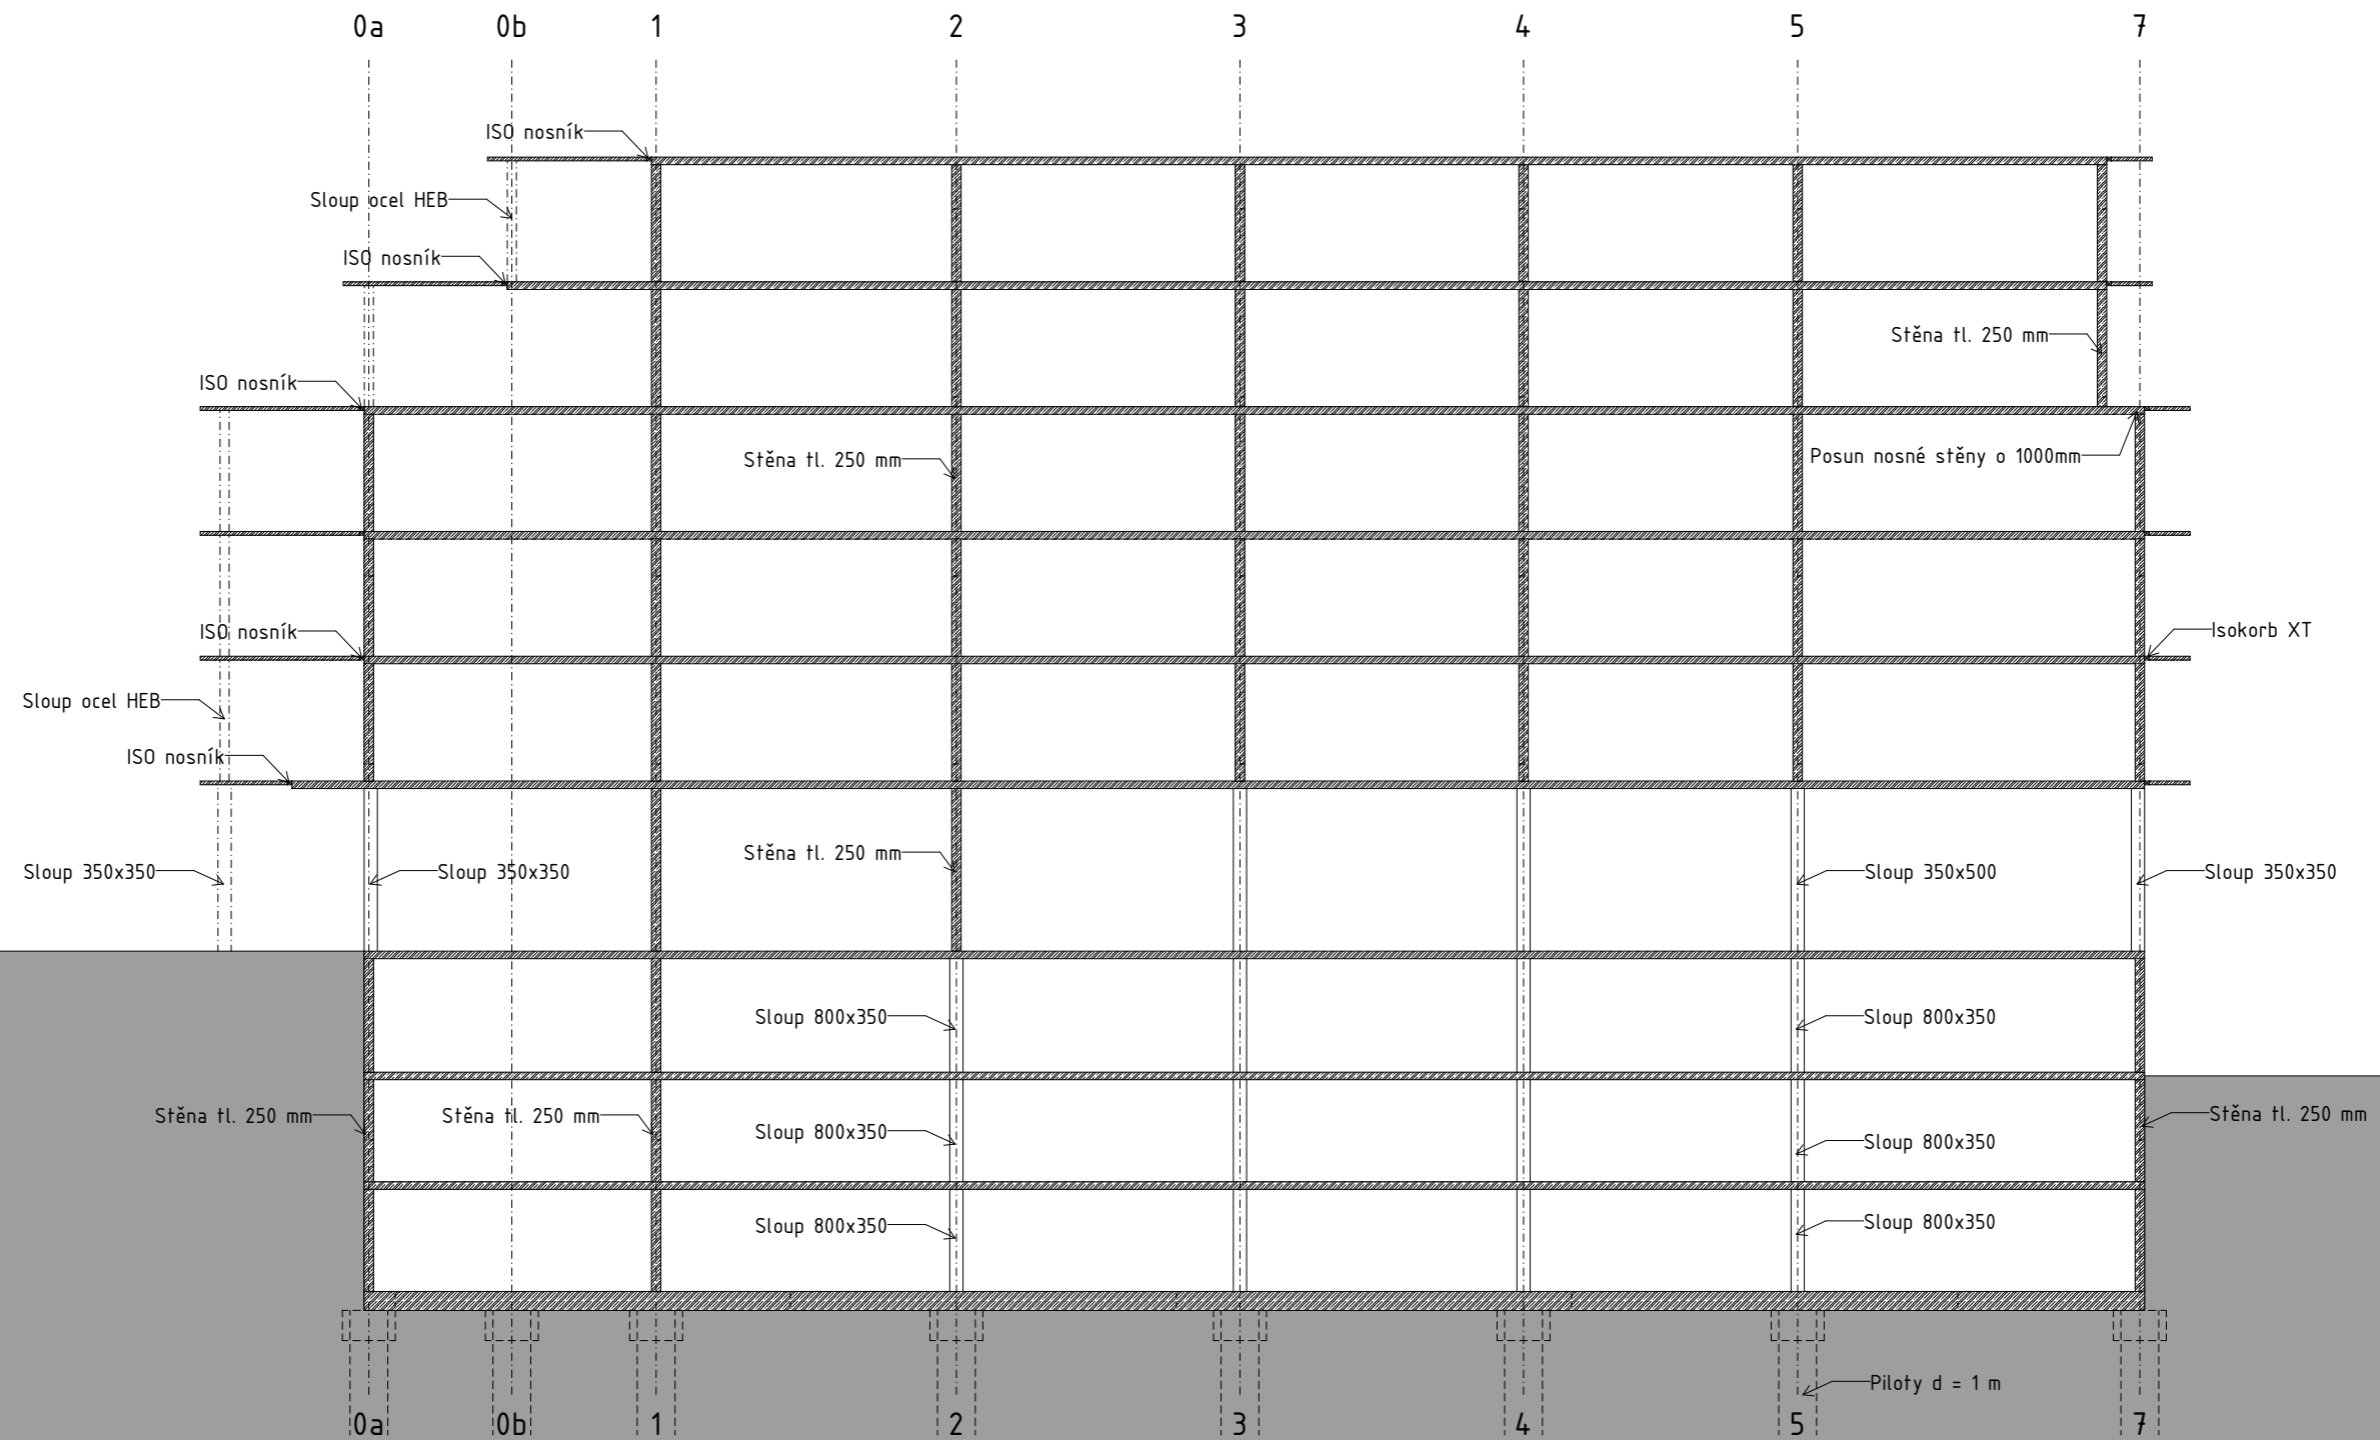 0a 0b 1 2 3 4 5 7
ISO nosník
Sloup ocel HEB
ISO nosník
Stěna tl. 250 mm
ISO nosník
Posun nosné stěny o 1000mm
Stěna tl. 250 mm
Isokorb XT
ISO nosník
Sloup ocel HEB
ISO nosník
Stěna tl. 250 mm
Sloup 350x350
Sloup 350x350
Sloup 350x500
Sloup 350x350
Sloup 800x350
Sloup 800x350
Stěna tl. 250 mm
Stěna tl. 250 mm
Sloup 800x350
Sloup 800x350
Stěna tl. 250 mm
Sloup 800x350
Sloup 800x350
Piloty d = 1 m
0a 0b 1 2 3 4 5 7